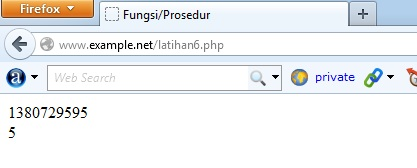 Firefox
Fungsi/Prosedur
www.example.net/latihan6.php
Web Search
private
1380729595
5